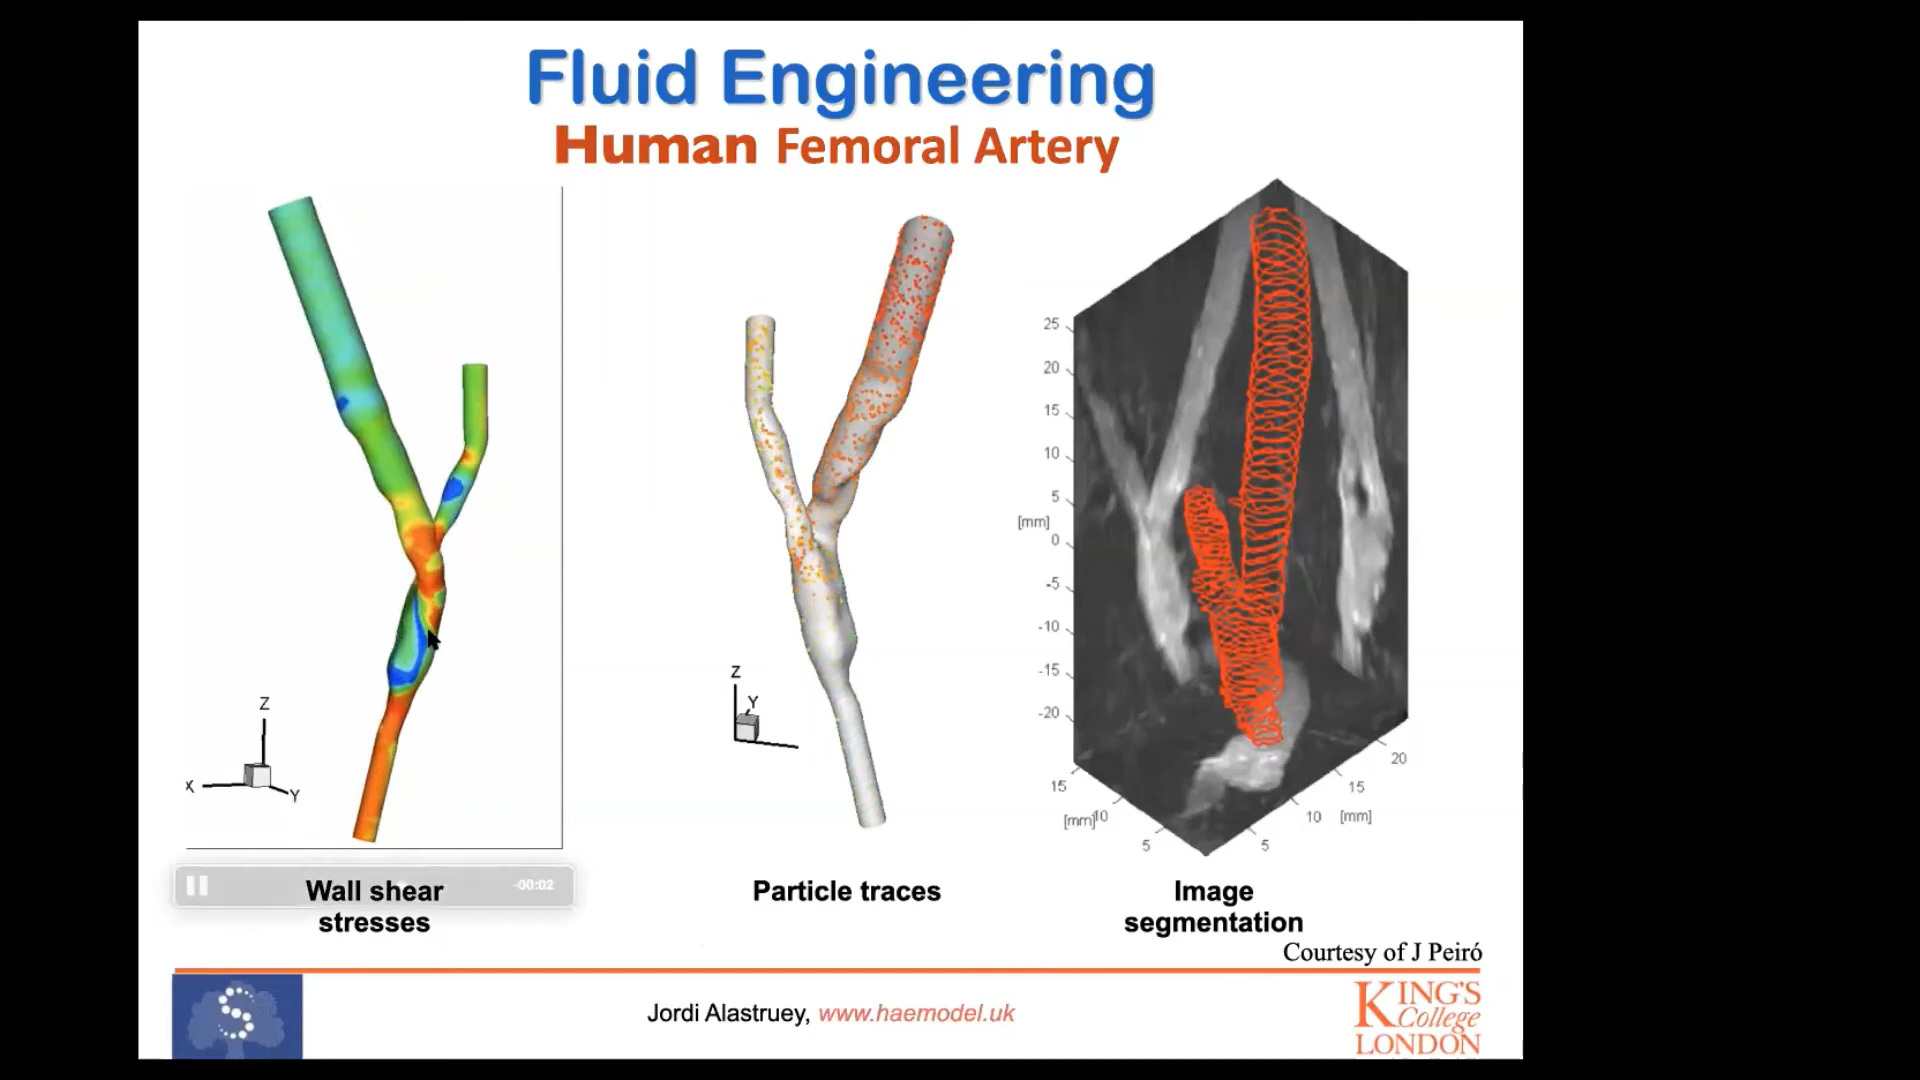 Fluid Engineering
Human Femoral Artery
25
20
15
10
5
[mm]
0
-5
-10
-15
-20
15
[mm]10
5
20
15
10 [mm]
5
Z
X
Y
Z
Y
-00:02
Wall shear
stresses
Particle traces
Image
segmentation
Courtesy of J Peiró
Jordi Alastruey, www.haemodel.uk
S
KING'S
College
LONDON